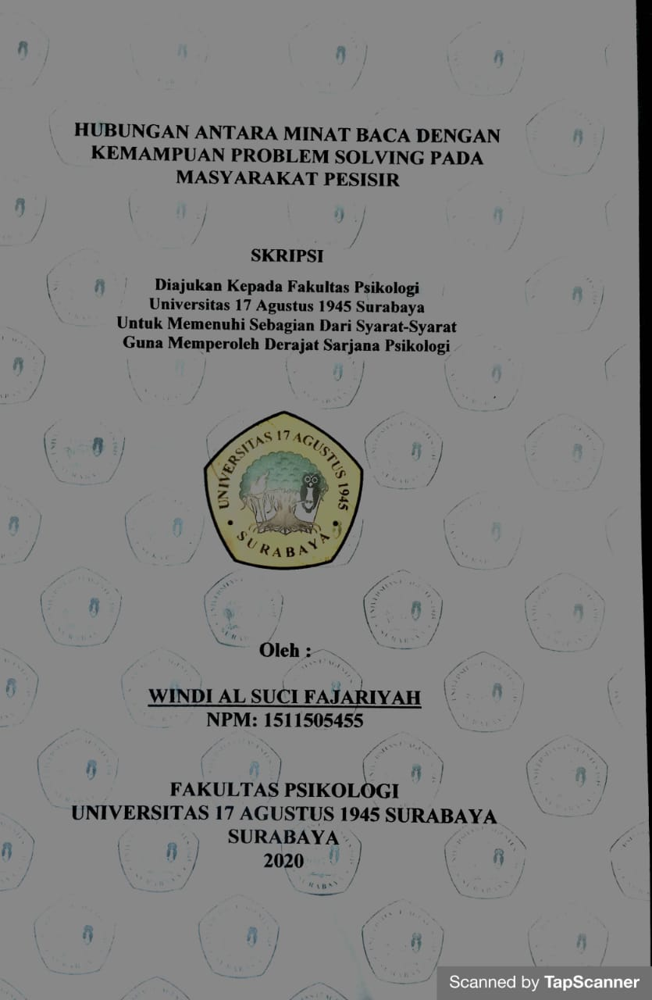 HUBUNGAN ANTARA MINAT BACA DENGAN
KEMAMPUAN PROBLEM SOLVING PADA
MASYARAKAT PESISIR
SKRIPSI
Diajukan Kepada Fakultas Psikologi
Universitas 17 Agustus 1945 Surabaya
Untuk Memenuhi Sebagian Dari Syarat-Syarat
Guna Memperoleh Derajat Sarjana Psikologi
UNIVERSITAS 17 AGUSTUS 1945
• SURABAYA •
Oleh :
WINDI AL SUCI FAJARIYAH
NPM: 1511505455
FAKULTAS PSIKOLOGI
UNIVERSITAS 17 AGUSTUS 1945 SURABAYA
SURABAYA
2020
Scanned by TapScanner